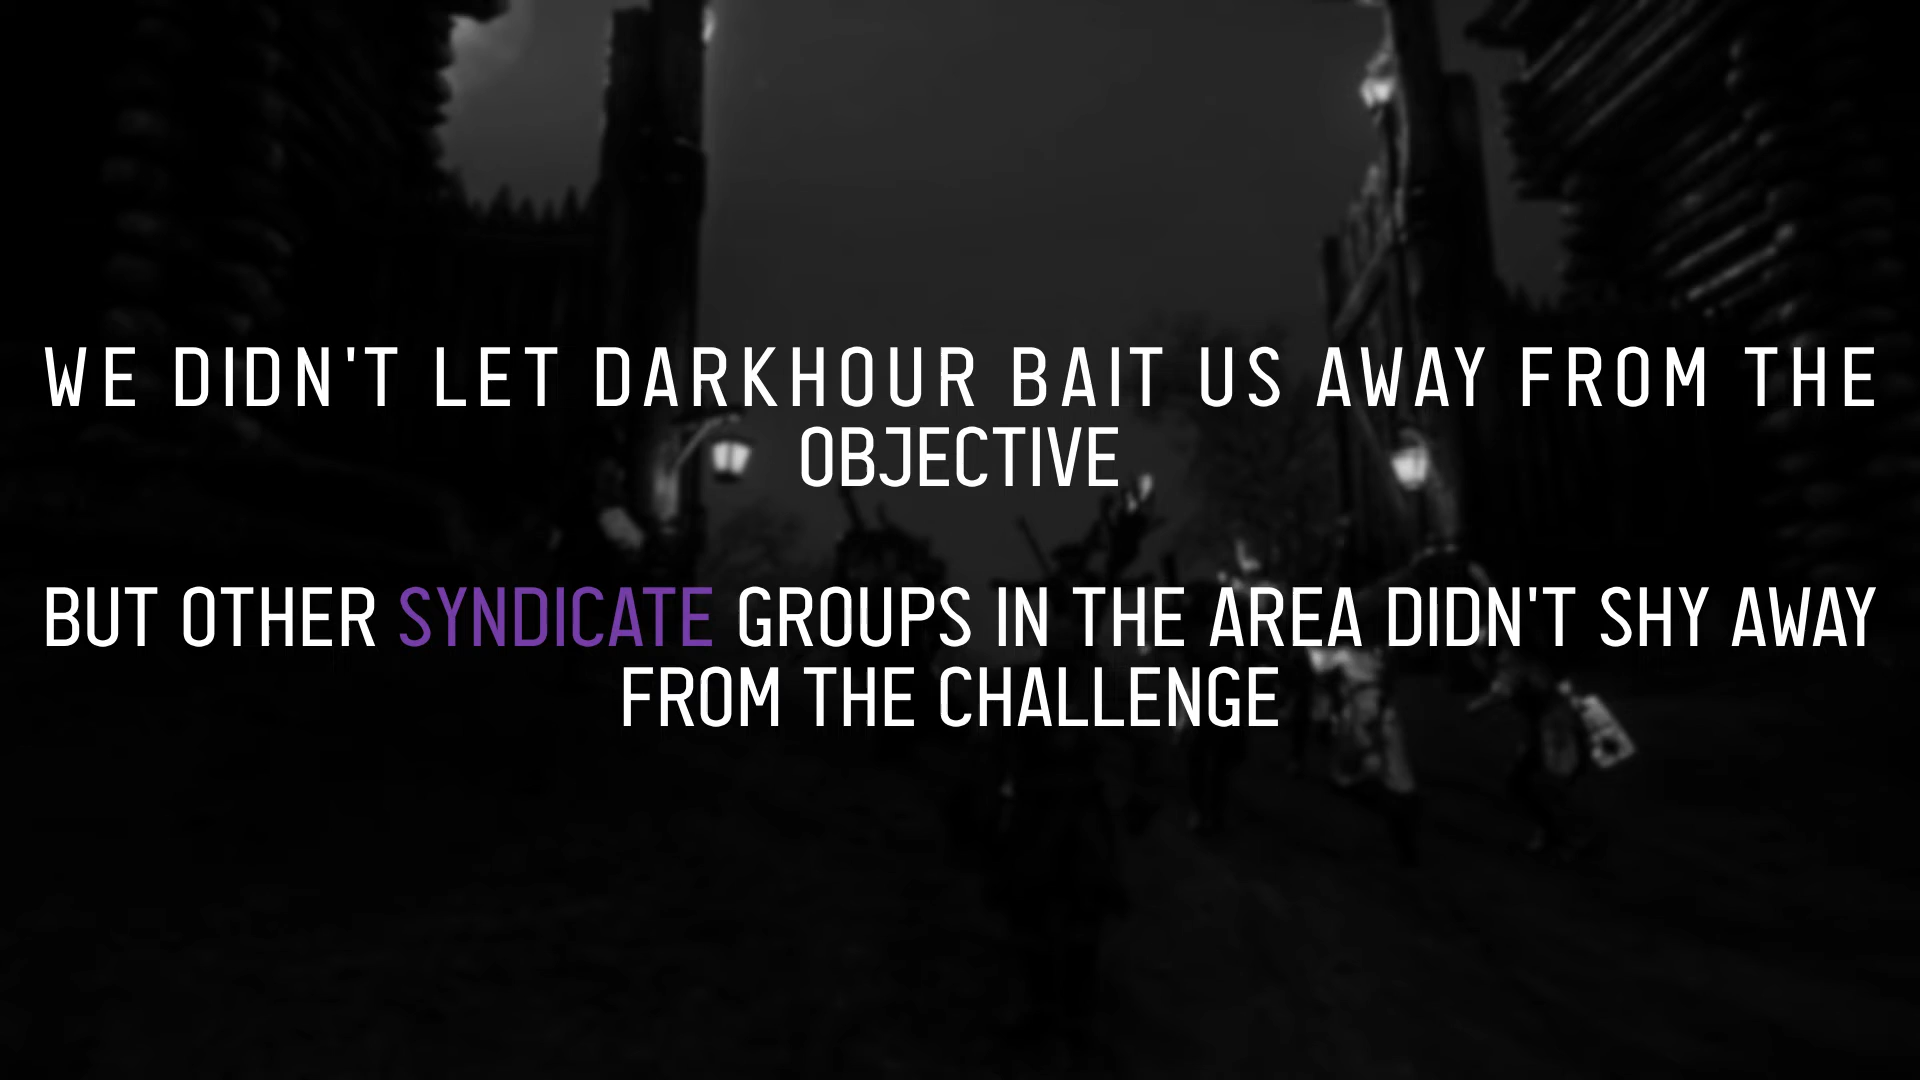 WE DIDN'T LET DARKHOUR BAIT US AWAY FROM THE
OBJECTIVE
BUT OTHER SYNDICATE GROUPS IN THE AREA DIDN'T SHY AWAY
FROM THE CHALLENGE